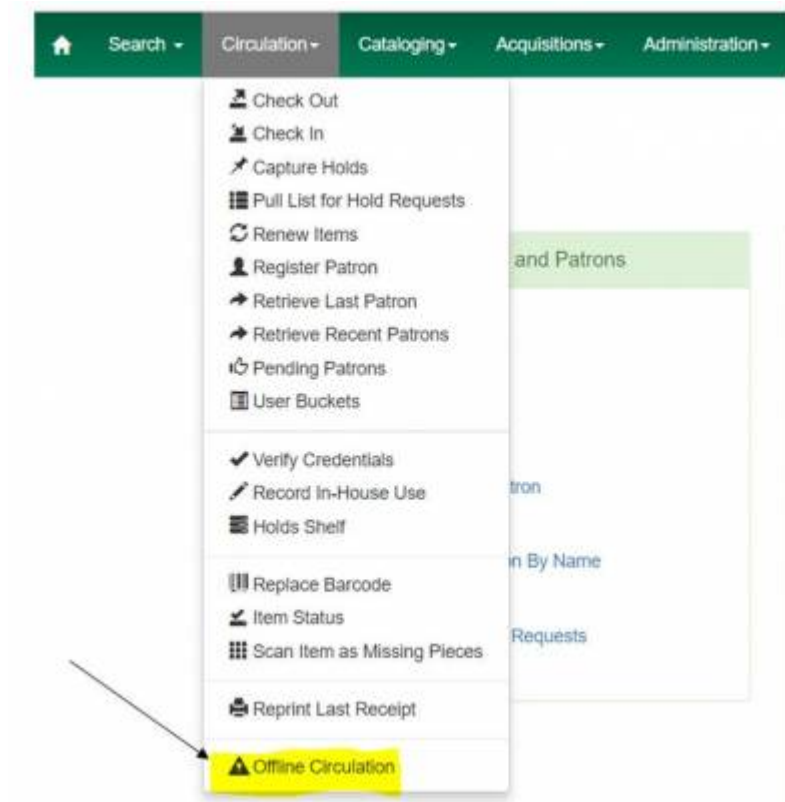 Search Circulation Cataloging Acquisitions Administration
Check Out
Check In
Capture Holds
Pull List for Hold Requests
Renew Items
Register Patron
and Patrons
Retrieve Last Patron
Retrieve Recent Patrons
Pending Patrons
User Buckets
Verify Credentials
Record In-House Use
tron
Holds Shelf
n By Name
Replace Barcode
Item Status
Requests
Scan Item as Missing Pieces
Reprint Last Receipt
Offline Circulation